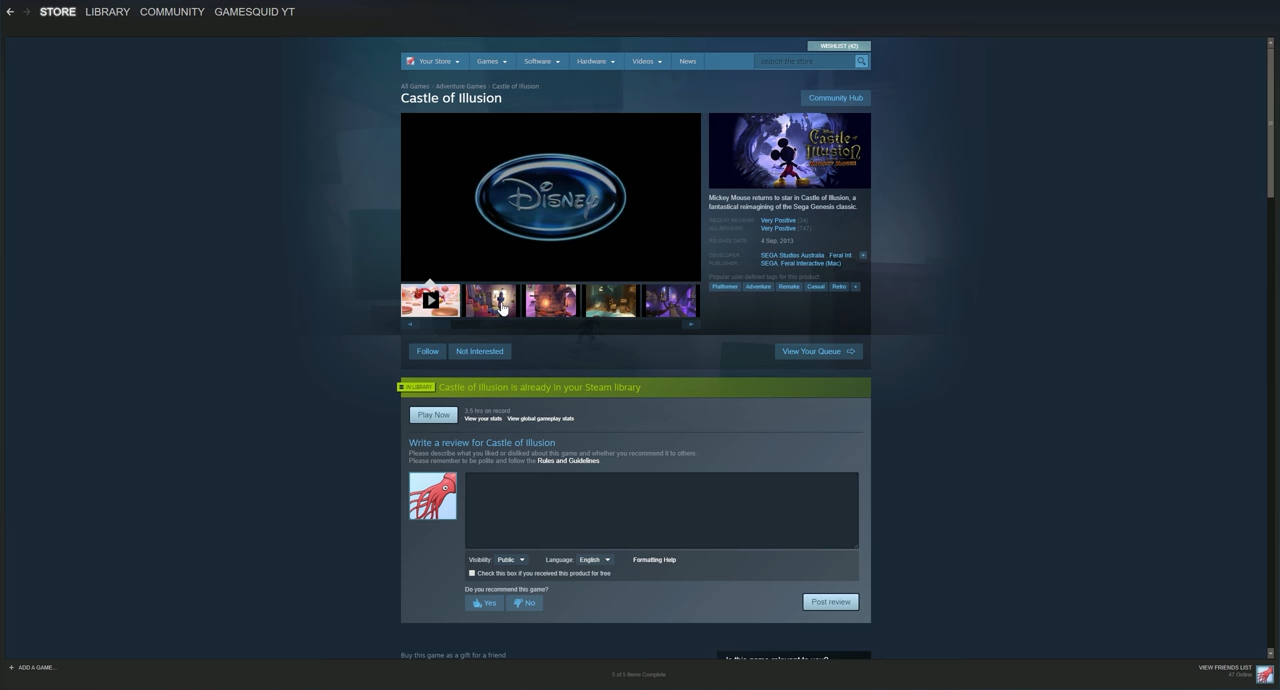 STORE LIBRARY COMMUNITY GAMESQUID YT
WISHLIST (42)
Your Store Games Software Hardware Videos News search the store
All Games > Adventure Games > Castle of Illusion
Castle of Illusion
Community Hub
Disney
Castle of Illusion
Mickey Mouse returns to star in Castle of Illusion, a
fantastical reimagining of the Sega Genesis classic.
RECENT REVIEWS: Very Positive (34)
ALL REVIEWS: Very Positive (747)
RELEASE DATE: 4 Sep, 2013
DEVELOPER: SEGA Studios Australia, Feral Int +
PUBLISHER: SEGA, Feral Interactive (Mac)
Popular user-defined tags for this product:
Platformer Adventure Remake Casual Retro +
Follow Not Interested View Your Queue
IN LIBRARY Castle of Illusion is already in your Steam library
Play Now
3.5 hrs on record
View your stats View global gameplay stats
Write a review for Castle of Illusion
Please describe what you liked or disliked about this game and whether you recommend it to others.
Please remember to be polite and follow the Rules and Guidelines.
Visibility: Public Language: English Formatting Help
Check this box if you received this product for free
Do you recommend this game?
Yes No Post review
Buy this game as a gift for a friend
Is this game relevant to you?
+ ADD A GAME...
5 of 5 Items Complete
VIEW FRIENDS LIST
47 Online